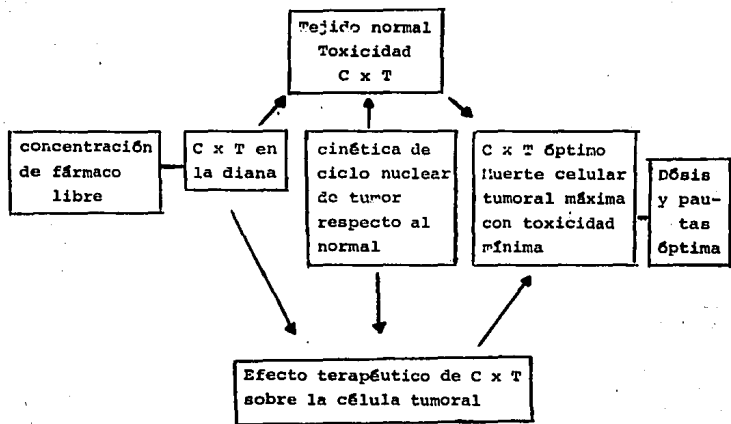 Tejido normal
Toxicidad
C x T
concentración
de fármaco
libre
C x T en
la diana
cinética de
ciclo nuclear
de tumor
respecto al
normal
C x T óptimo
Muerte celular
tumoral máxima
con toxicidad
mínima
Dósis
y pau-
tas
óptima
Efecto terapéutico de C x T
sobre la célula tumoral